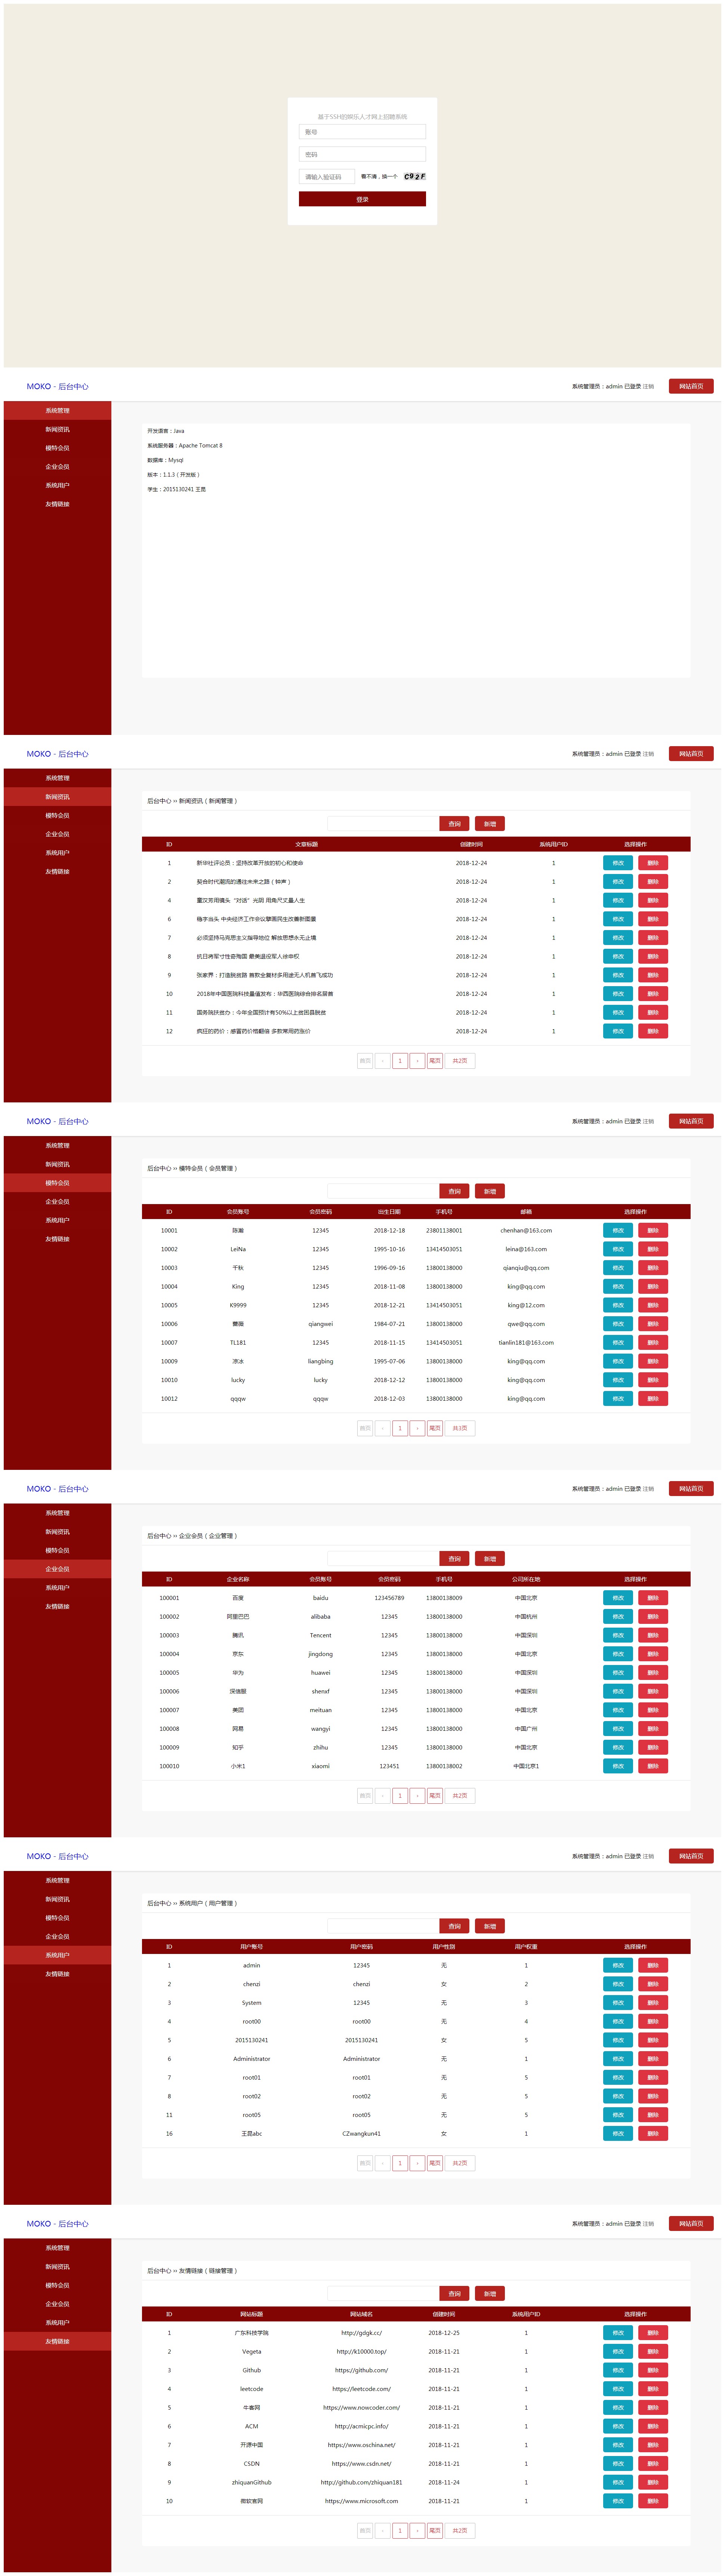 基于SSH的娱乐人才网上招聘系统
账号
密码
请输入验证码 看不清，换一个 C92F
登录
MOKO - 后台中心 系统管理员：admin 已登录 注销 网站首页
系统管理
新闻资讯
模特会员
企业会员
系统用户
友情链接
开发语言：Java
系统服务器：Apache Tomcat 8
数据库：Mysql
版本：1.1.3（开发版）
学生：2015130241 王昆
MOKO - 后台中心 系统管理员：admin 已登录 注销 网站首页
系统管理
新闻资讯
模特会员
企业会员
系统用户
友情链接
后台中心 ›› 新闻资讯（新闻管理）
查询 新增
ID 文章标题 创建时间 系统用户ID 选择操作
1 新华社评论员：坚持改革开放的初心和使命 2018-12-24 1 修改 删除
2 契合时代潮流的通往未来之路（钟声） 2018-12-24 1 修改 删除
4 董汉芳用镜头“对话”光阴 用角尺丈量人生 2018-12-24 1 修改 删除
6 稳字当头 中央经济工作会议擘画民生改善新图景 2018-12-24 1 修改 删除
7 必须坚持马克思主义指导地位 解放思想永无止境 2018-12-24 1 修改 删除
8 抗日将军寸性奇殉国 最美退役军人徐申权 2018-12-24 1 修改 删除
9 张家界：打造脱贫路 首款全复材多用途无人机首飞成功 2018-12-24 1 修改 删除
10 2018年中国医院科技量值发布：华西医院综合排名居首 2018-12-24 1 修改 删除
11 国务院扶贫办：今年全国预计有50%以上贫困县脱贫 2018-12-24 1 修改 删除
12 疯狂的药价：感冒药价格翻倍 多款常用药涨价 2018-12-24 1 修改 删除
首页 ‹ 1 › 尾页 共2页
MOKO - 后台中心 系统管理员：admin 已登录 注销 网站首页
系统管理
新闻资讯
模特会员
企业会员
系统用户
友情链接
后台中心 ›› 模特会员（会员管理）
查询 新增
ID 会员账号 会员密码 出生日期 手机号 邮箱 选择操作
10001 陈瀚 12345 2018-12-18 23801138001 chenhan@163.com 修改 删除
10002 LeiNa 12345 1995-10-16 13414503051 leina@163.com 修改 删除
10003 千秋 12345 1996-09-16 13800138000 qianqiu@qq.com 修改 删除
10004 King 12345 2018-11-08 13800138000 king@qq.com 修改 删除
10005 K9999 12345 2018-12-21 13414503051 king@12.com 修改 删除
10006 蔷薇 qiangwei 1984-07-21 13800138000 qwe@qq.com 修改 删除
10007 TL181 12345 2018-11-15 13414503051 tianlin181@163.com 修改 删除
10009 凉冰 liangbing 1995-07-06 13800138000 king@qq.com 修改 删除
10010 lucky lucky 2018-12-12 13800138000 king@qq.com 修改 删除
10012 qqqw qqqw 2018-12-03 13800138000 king@qq.com 修改 删除
首页 ‹ 1 › 尾页 共3页
MOKO - 后台中心 系统管理员：admin 已登录 注销 网站首页
系统管理
新闻资讯
模特会员
企业会员
系统用户
友情链接
后台中心 ›› 企业会员（企业管理）
查询 新增
ID 企业名称 会员账号 会员密码 手机号 公司所在地 选择操作
100001 百度 baidu 123456789 13800138009 中国北京 修改 删除
100002 阿里巴巴 alibaba 12345 13800138000 中国杭州 修改 删除
100003 腾讯 Tencent 12345 13800138000 中国深圳 修改 删除
100004 京东 jingdong 12345 13800138000 中国北京 修改 删除
100005 华为 huawei 12345 13800138000 中国深圳 修改 删除
100006 深信服 shenxf 12345 13800138000 中国深圳 修改 删除
100007 美团 meituan 12345 13800138000 中国北京 修改 删除
100008 网易 wangyi 12345 13800138000 中国广州 修改 删除
100009 知乎 zhihu 12345 13800138000 中国北京 修改 删除
100010 小米1 xiaomi 123451 13800138002 中国北京1 修改 删除
首页 ‹ 1 › 尾页 共2页
MOKO - 后台中心 系统管理员：admin 已登录 注销 网站首页
系统管理
新闻资讯
模特会员
企业会员
系统用户
友情链接
后台中心 ›› 系统用户（用户管理）
查询 新增
ID 用户账号 用户密码 用户性别 用户权重 选择操作
1 admin 12345 无 1 修改 删除
2 chenzi chenzi 女 2 修改 删除
3 System 12345 无 3 修改 删除
4 root00 root00 无 4 修改 删除
5 2015130241 2015130241 女 5 修改 删除
6 Administrator Administrator 无 1 修改 删除
7 root01 root01 无 5 修改 删除
8 root02 root02 无 5 修改 删除
11 root05 root05 无 5 修改 删除
16 王昆abc CZwangkun41 女 1 修改 删除
首页 ‹ 1 › 尾页 共2页
MOKO - 后台中心 系统管理员：admin 已登录 注销 网站首页
系统管理
新闻资讯
模特会员
企业会员
系统用户
友情链接
后台中心 ›› 友情链接（链接管理）
查询 新增
ID 网站标题 网站域名 创建时间 系统用户ID 选择操作
1 广东科技学院 http://gdgk.cc/ 2018-12-25 1 修改 删除
2 Vegeta http://k10000.top/ 2018-11-21 1 修改 删除
3 Github https://github.com/ 2018-11-21 1 修改 删除
4 leetcode https://leetcode.com/ 2018-11-21 1 修改 删除
5 牛客网 https://www.nowcoder.com/ 2018-11-21 1 修改 删除
6 ACM http://acmicpc.info/ 2018-11-21 1 修改 删除
7 开源中国 https://www.oschina.net/ 2018-11-21 1 修改 删除
8 CSDN https://www.csdn.net/ 2018-11-21 1 修改 删除
9 zhiquanGithub http://github.com/zhiquan181 2018-11-24 1 修改 删除
10 微软官网 https://www.microsoft.com 2018-11-21 1 修改 删除
首页 ‹ 1 › 尾页 共2页